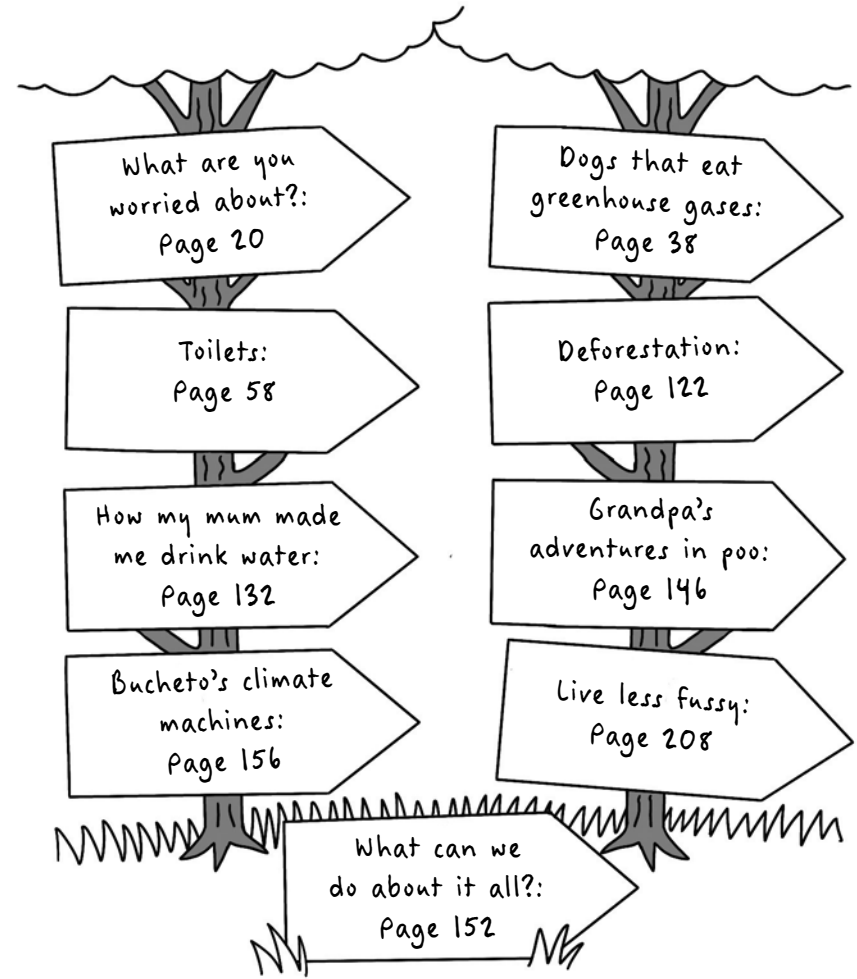 What are you
worried about?:
Page 20
Dogs that eat
greenhouse gases:
Page 38
Toilets:
Page 58
Deforestation:
Page 122
How my mum made
me drink water:
Page 132
Grandpa's
adventures in poo:
Page 146
Bucheto's climate
machines:
Page 156
Live less fussy:
Page 208
What can we
do about it all?:
Page 152